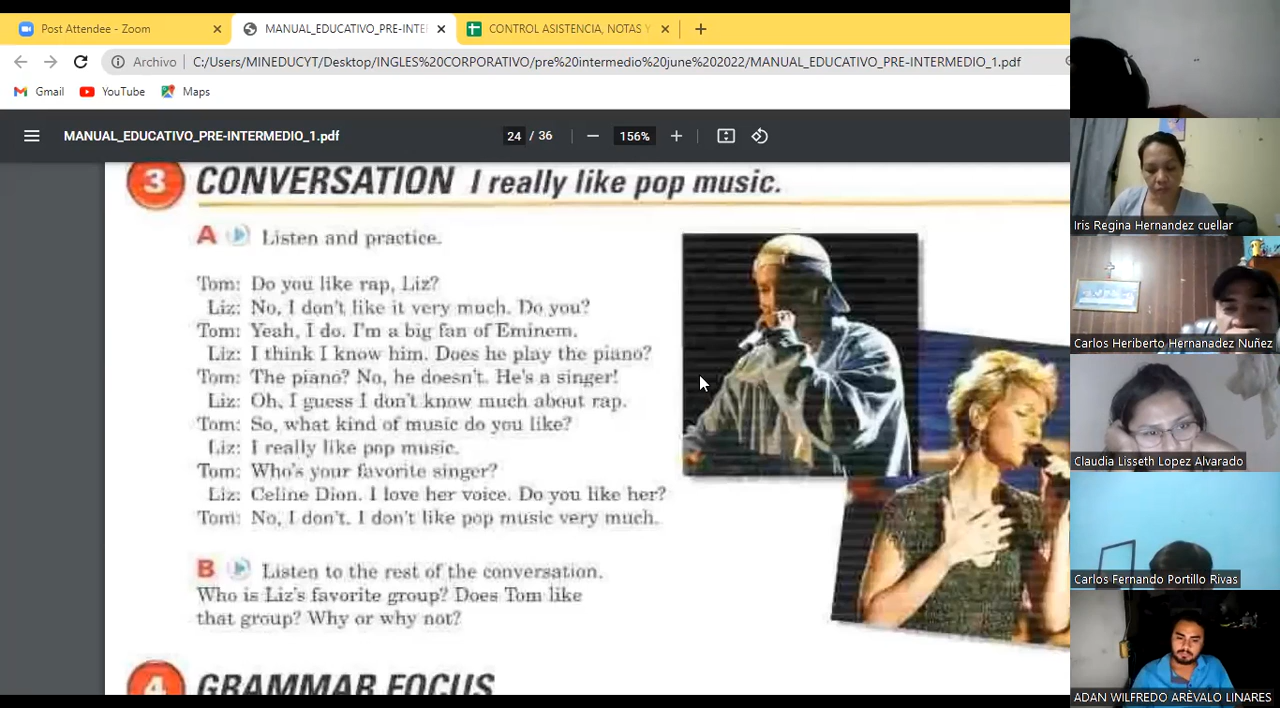 Post Attendee - Zoom
MANUAL_EDUCATIVO_PRE-INTE
CONTROL ASISTENCIA, NOTAS Y
Archivo
C:/Users/MINEDUCYT/Desktop/INGLES%20CORPORATIVO/pre%20intermedio%20june%202022/MANUAL_EDUCATIVO_PRE-INTERMEDIO_1.pdf
Gmail
YouTube
Maps
MANUAL_EDUCATIVO_PRE-INTERMEDIO_1.pdf
24 / 36
156%
3 CONVERSATION I really like pop music.
A Listen and practice.
Tom: Do you like rap, Liz?
Liz: No, I don't like it very much. Do you?
Tom: Yeah, I do. I'm a big fan of Eminem.
Liz: I think I know him. Does he play the piano?
Tom: The piano? No, he doesn't. He's a singer!
Liz: Oh, I guess I don't know much about rap.
Tom: So, what kind of music do you like?
Liz: I really like pop music.
Tom: Who's your favorite singer?
Liz: Celine Dion. I love her voice. Do you like her?
Tom: No, I don't. I don't like pop music very much.
B Listen to the rest of the conversation.
Who is Liz's favorite group? Does Tom like
that group? Why or why not?
4 GRAMMAR FOCUS
Iris Regina Hernandez cuellar
Carlos Heriberto Hernanadez Nuñez
Claudia Lisseth Lopez Alvarado
Carlos Fernando Portillo Rivas
ADAN WILFREDO ARÉVALO LINARES